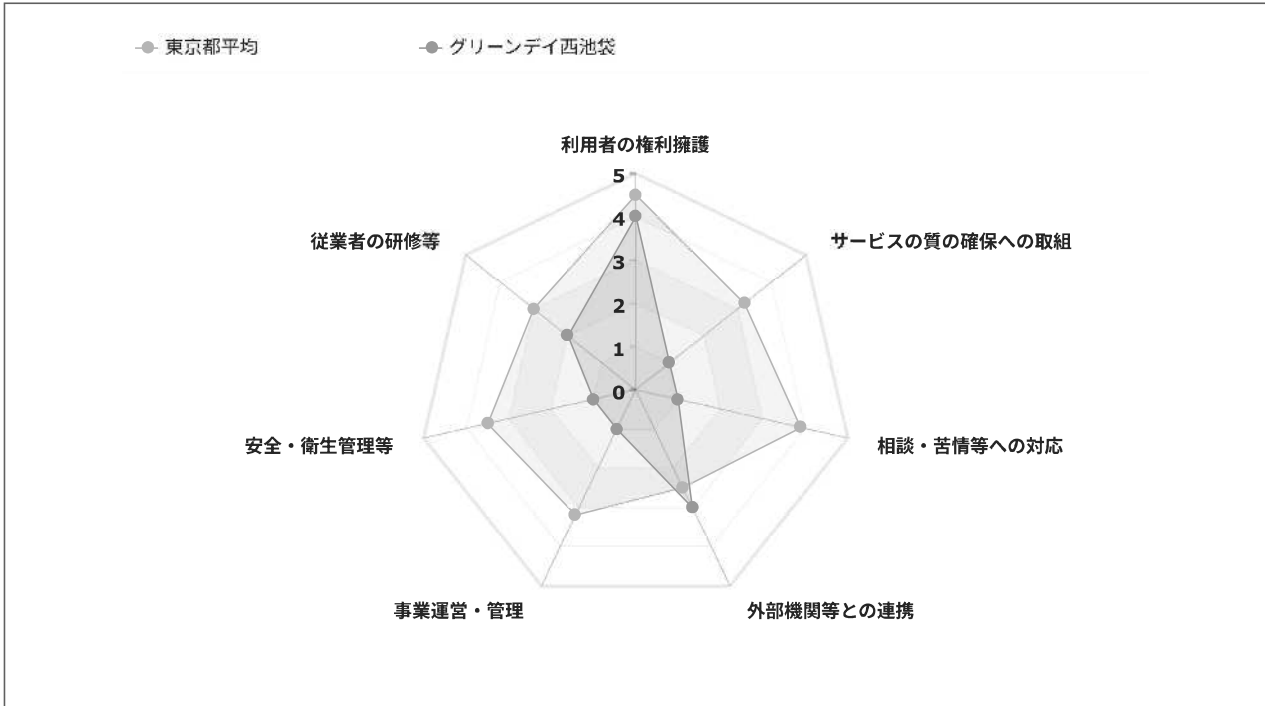 東京都平均
グリーンデイ西池袋
利用者の権利擁護
5
従業者の研修等
サービスの質の確保への取組
4
3
2
1
0
安全・衛生管理等
相談・苦情等への対応
事業運営・管理
外部機関等との連携